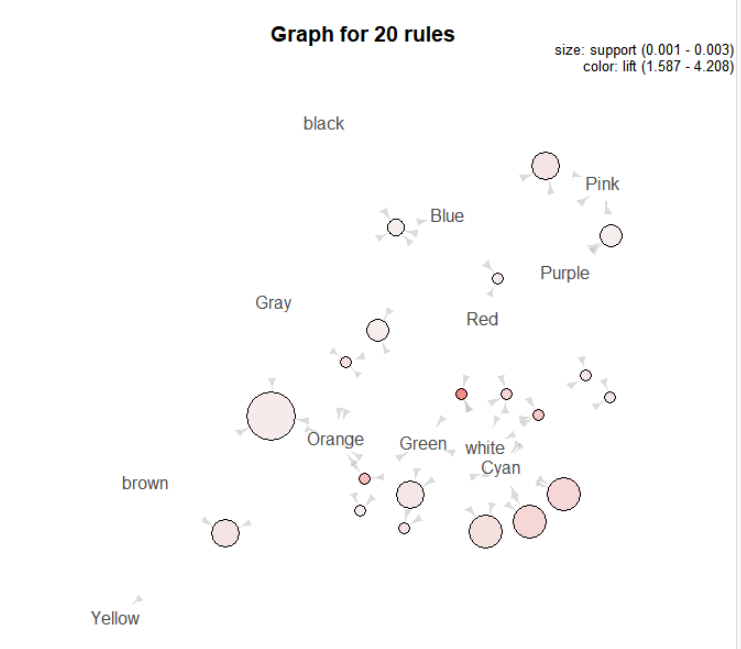 Graph for 20 rules
size: support (0.001 - 0.003)
color: lift (1.587 - 4.208)
black
Pink
Blue
Purple
Gray
Red
Orange
Green
white
Cyan
brown
Yellow